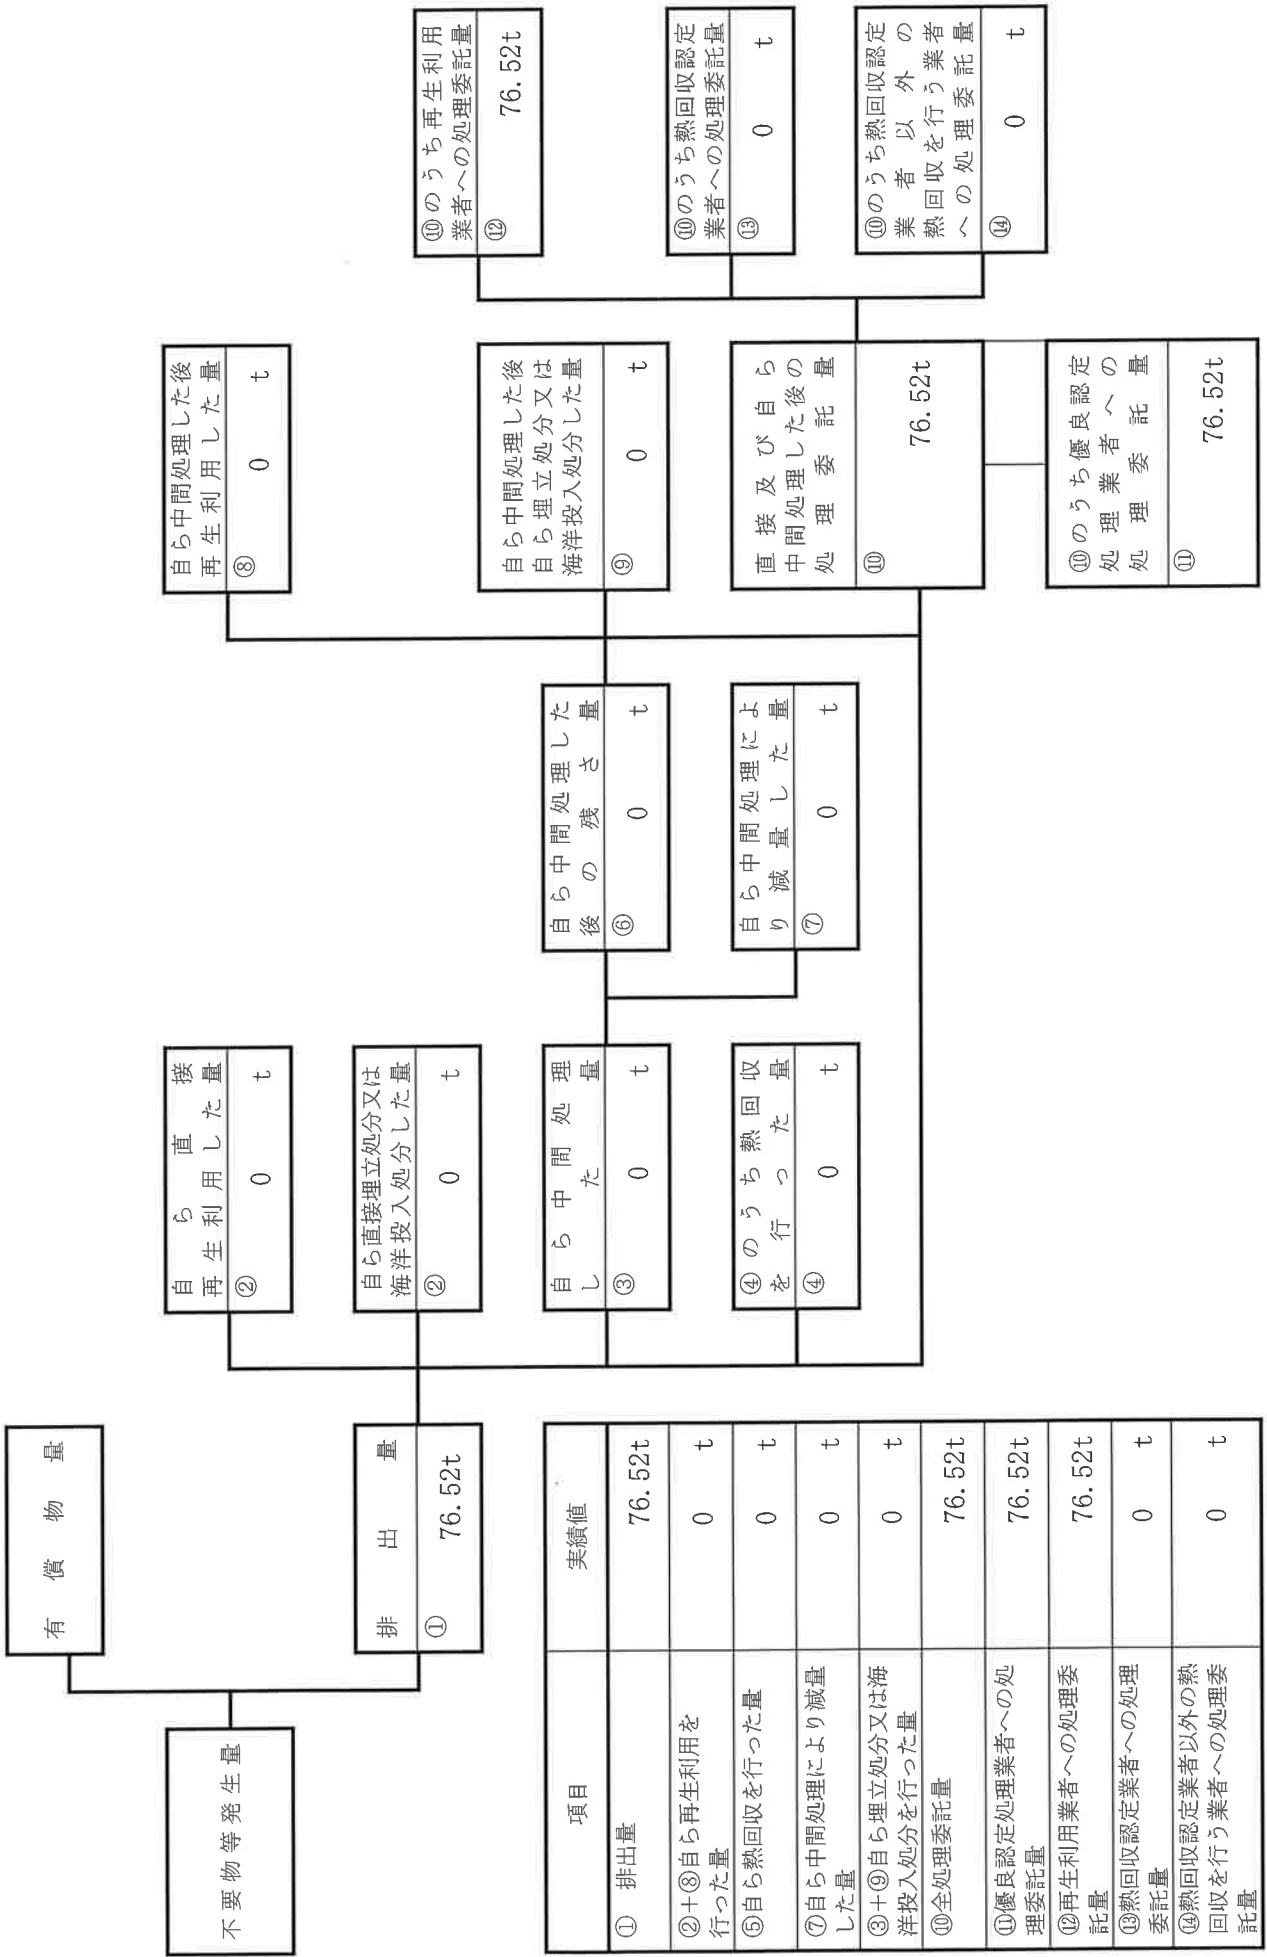 不要物等発生量
有償物量
排出量
① 76.52t
自ら直接
再生利用した量
② 0 t
自ら直接埋立処分又は
海洋投入処分した量
② 0 t
自ら中間処理
した量
③ 0 t
④のうち熱回収
を行った量
④ 0 t
自ら中間処理した
後の残さ量
⑥ 0 t
自ら中間処理によ
り減量した量
⑦ 0 t
自ら中間処理した後
再生利用した量
⑧ 0 t
自ら中間処理した後
自ら埋立処分又は
海洋投入処分した量
⑨ 0 t
直接及び自ら
中間処理した後の
処理委託量
⑩ 76.52t
⑩のうち優良認定
処理業者への
処理委託量
⑪ 76.52t
⑩のうち再生利用
業者への処理委託量
⑫ 76.52t
⑩のうち熱回収認定
業者への処理委託量
⑬ 0 t
⑩のうち熱回収認定
業者以外の
熱回収を行う業者
への処理委託量
⑭ 0 t
項目 実績値
① 排出量 76.52t
②+⑧自ら再生利用を
行った量 0 t
⑤自ら熱回収を行った量 0 t
⑦自ら中間処理により減量
した量 0 t
③+⑨自ら埋立処分又は海
洋投入処分を行った量 0 t
⑩全処理委託量 76.52t
⑪優良認定処理業者への処
理委託量 76.52t
⑫再生利用業者への処理委
託量 76.52t
⑬熱回収認定業者への処理
委託量 0 t
⑭熱回収認定業者以外の熱
回収を行う業者への処理委
託量 0 t